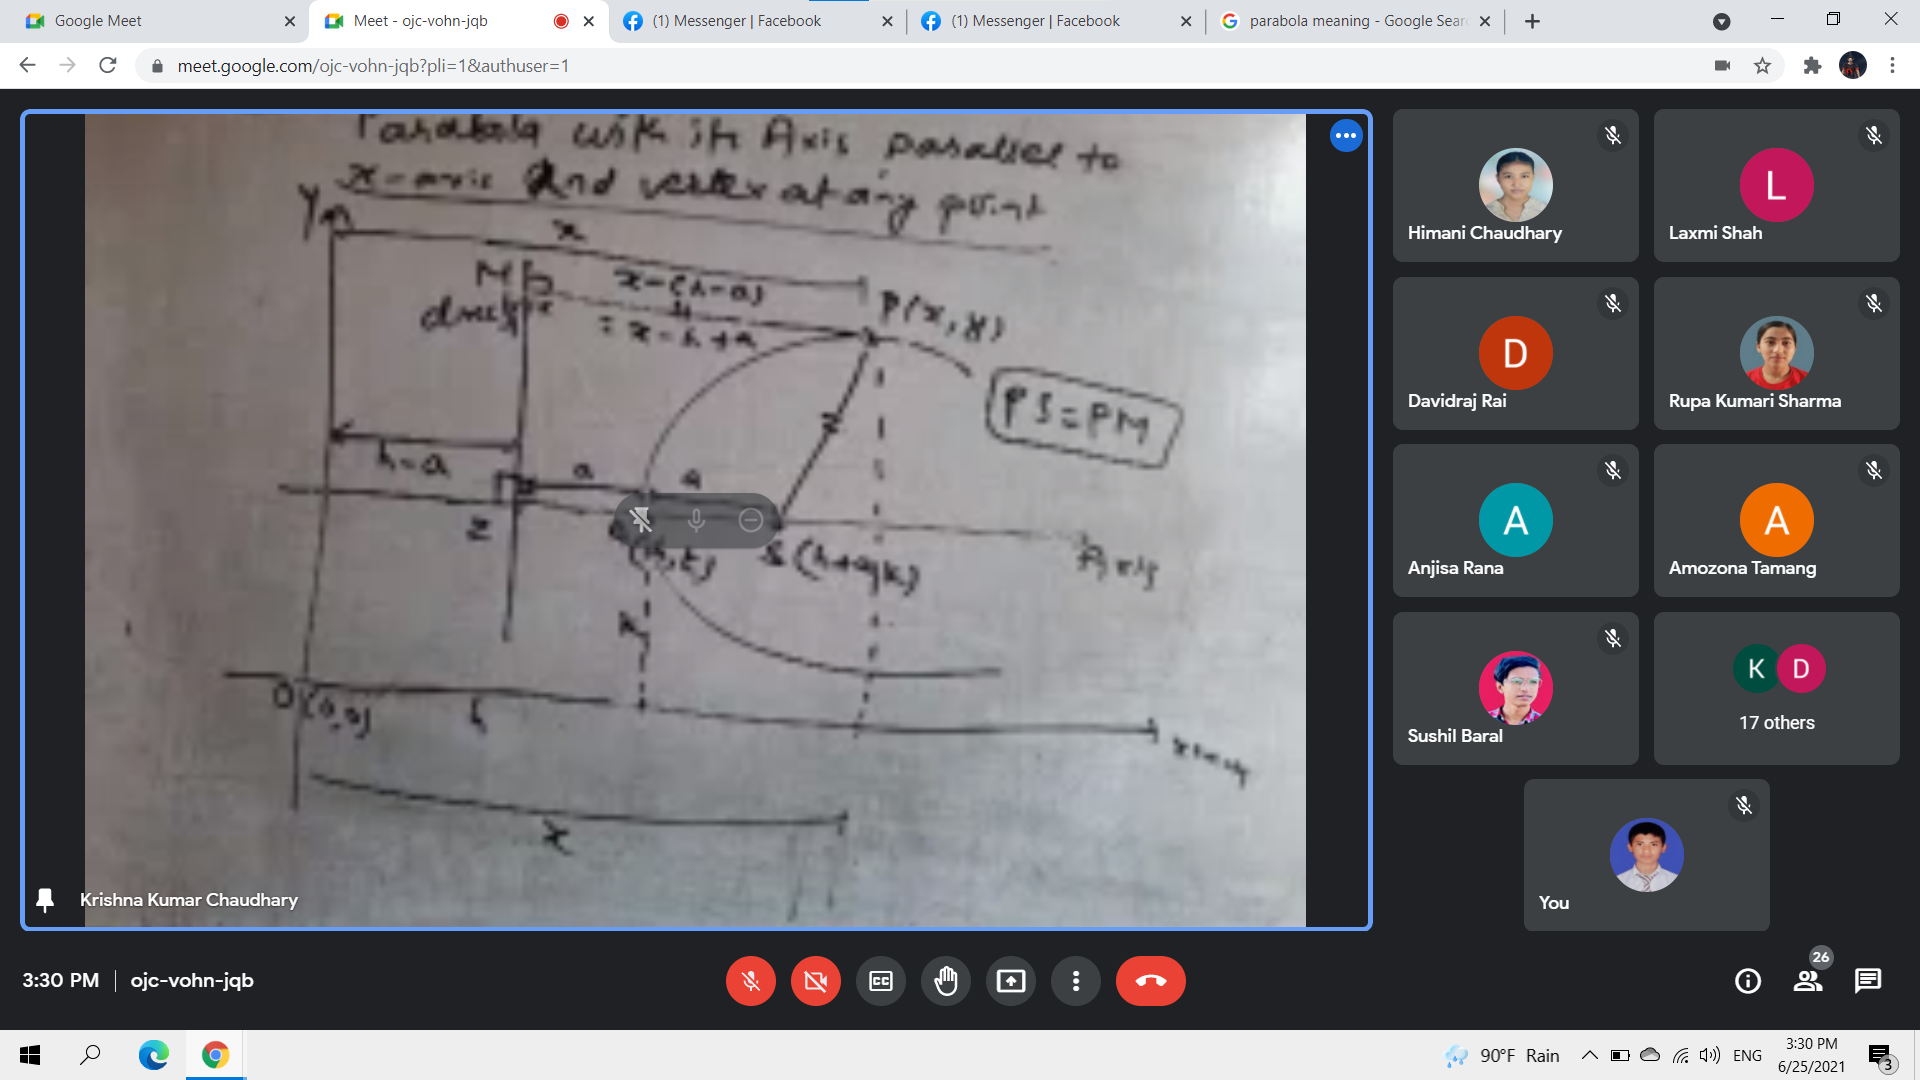 Google Meet
Meet - ojc-vohn-jqb
(1) Messenger | Facebook
(1) Messenger | Facebook
parabola meaning - Google Sear
meet.google.com/ojc-vohn-jqb?pli=1&authuser=1
Parabola with its Axis parallel to
x-axis and vertex at any point
Y
x
M
x-(h-a)
= x-h+a
P(x, y)
PS=PM
h-a
a
a
Z
(h, k)
S(h+a, k)
Axis
k
O(0,0)
h
x
Krishna Kumar Chaudhary
Himani Chaudhary
L
Laxmi Shah
D
Davidraj Rai
Rupa Kumari Sharma
A
Anjisa Rana
A
Amozona Tamang
Sushil Baral
K D
17 others
You
3:30 PM | ojc-vohn-jqb
CC
26
90°F Rain
ENG
3:30 PM
6/25/2021
3